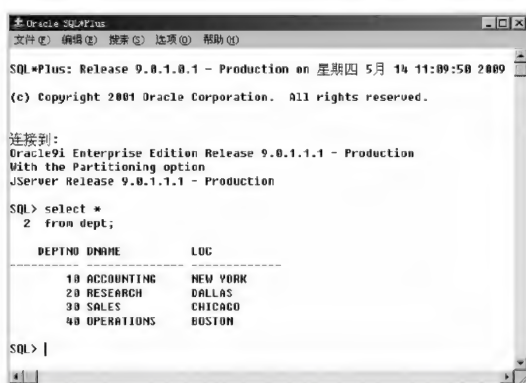 Oracle SQL*Plus
文件(F) 编辑(E) 搜索(S) 选项(O) 帮助(H)
SQL*Plus: Release 9.0.1.0.1 - Production on 星期四 5月 14 11:09:50 2009
(c) Copyright 2001 Oracle Corporation.  All rights reserved.
连接到:
Oracle9i Enterprise Edition Release 9.0.1.1.1 - Production
With the Partitioning option
JServer Release 9.0.1.1.1 - Production
SQL> select *
2 from dept;
DEPTNO DNAME LOC
---------- -------------- -------------
10 ACCOUNTING NEW YORK
20 RESEARCH DALLAS
30 SALES CHICAGO
40 OPERATIONS BOSTON
SQL>